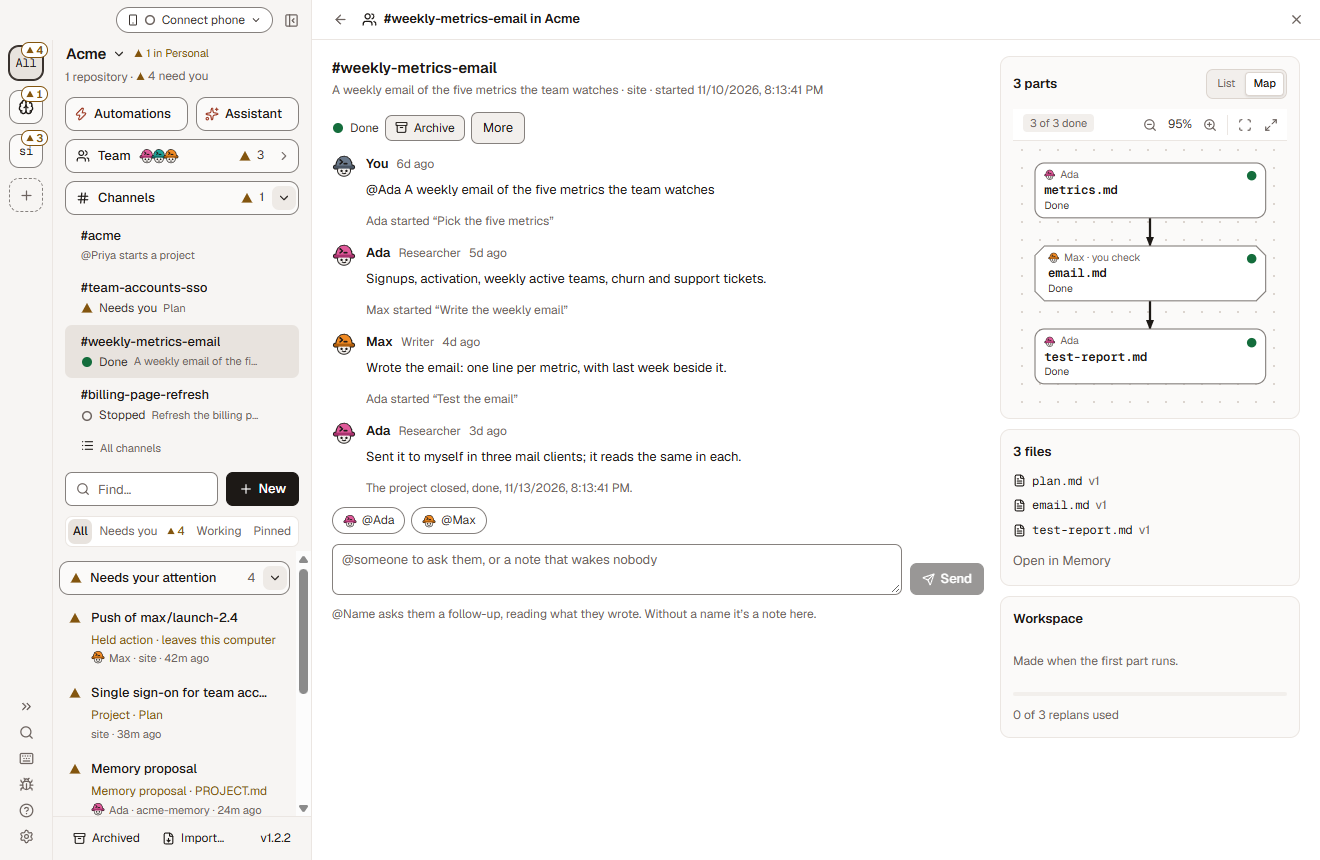 Connect phone
#weekly-metrics-email in Acme
4
All
1
3
si
Acme
1 in Personal
1 repository · 4 need you
Automations
Assistant
Team
3
Channels
1
#acme
@Priya starts a project
#team-accounts-sso
Needs you Plan
#weekly-metrics-email
Done A weekly email of the fi…
#billing-page-refresh
Stopped Refresh the billing p…
All channels
Find…
New
All
Needs you
4
Working
Pinned
Needs your attention
4
Push of max/launch-2.4
Held action · leaves this computer
Max · site · 42m ago
Single sign-on for team acc…
Project · Plan
site · 38m ago
Memory proposal
Memory proposal · PROJECT.md
Ada · acme-memory · 24m ago
Archived
Import…
v1.2.2
#weekly-metrics-email
A weekly email of the five metrics the team watches · site · started 11/10/2026, 8:13:41 PM
Done
Archive
More
You 6d ago
@Ada A weekly email of the five metrics the team watches
Ada started “Pick the five metrics”
Ada Researcher 5d ago
Signups, activation, weekly active teams, churn and support tickets.
Max started “Write the weekly email”
Max Writer 4d ago
Wrote the email: one line per metric, with last week beside it.
Ada started “Test the email”
Ada Researcher 3d ago
Sent it to myself in three mail clients; it reads the same in each.
The project closed, done, 11/13/2026, 8:13:41 PM.
@Ada
@Max
@someone to ask them, or a note that wakes nobody
Send
@Name asks them a follow-up, reading what they wrote. Without a name it's a note here.
3 parts
List
Map
3 of 3 done
95%
Ada
metrics.md
Done
Max · you check
email.md
Done
Ada
test-report.md
Done
3 files
plan.md v1
email.md v1
test-report.md v1
Open in Memory
Workspace
Made when the first part runs.
0 of 3 replans used